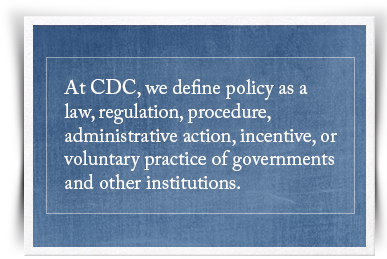 At CDC, we define policy as a
law, regulation, procedure,
administrative action, incentive, or
voluntary practice of governments
and other institutions.